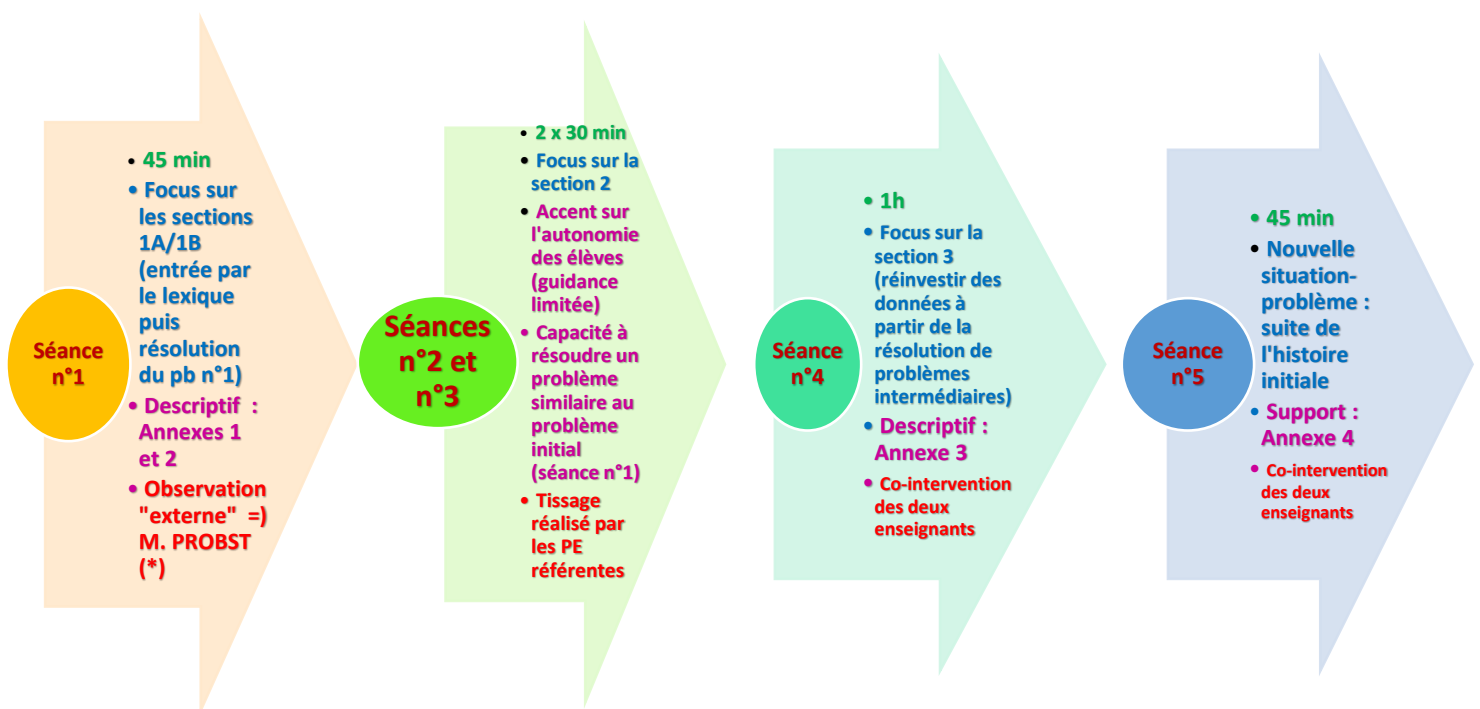 Séance
n°1
• 45 min
• Focus sur
les sections
1A/1B
(entrée par
le lexique
puis
résolution
du pb n°1)
• Descriptif :
Annexes 1
et 2
• Observation
"externe" =)
M. PROBST
(*)
Séances
n°2 et
n°3
• 2 x 30 min
• Focus sur la
section 2
• Accent sur
l'autonomie
des élèves
(guidance
limitée)
• Capacité à
résoudre un
problème
similaire au
problème
initial
(séance n°1)
• Tissage
réalisé par
les PE
référentes
Séance
n°4
• 1h
• Focus sur la
section 3
(réinvestir des
données à
partir de la
résolution de
problèmes
intermédiaires)
• Descriptif :
Annexe 3
• Co-intervention
des deux
enseignants
Séance
n°5
• 45 min
• Nouvelle
situation-
problème :
suite de
l'histoire
initiale
• Support :
Annexe 4
• Co-intervention
des deux
enseignants